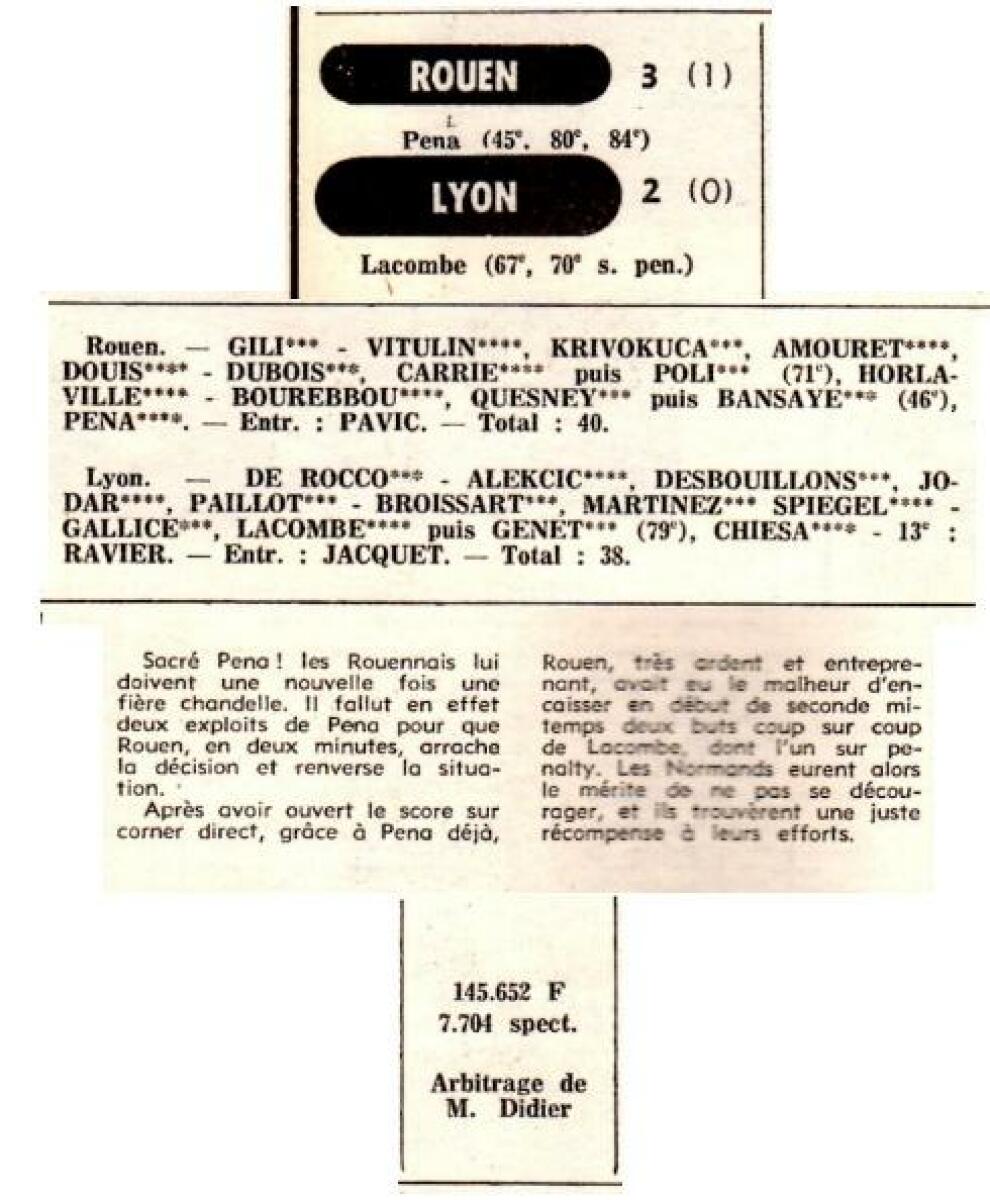 ROUEN 3 (1)
Pena (45e, 80e, 84e)
LYON 2 (0)
Lacombe (67e, 70e s. pen.)
Rouen. — GILI*** - VITULIN****, KRIVOKUCA***, AMOURET****,
DOUIS**** - DUBOIS***, CARRIE**** puis POLI*** (71e), HORLA-
VILLE**** - BOUREBBOU****, QUESNEY*** puis BANSAYE*** (46e),
PENA****. — Entr. : PAVIC. — Total : 40.
Lyon. — DE ROCCO*** - ALEKCIC****, DESBOUILLONS***, JO-
DAR****, PAILLOT*** - BROISSART***, MARTINEZ*** SPIEGEL**** -
GALLICE***, LACOMBE**** puis GENET*** (79e), CHIESA**** - 13e :
RAVIER. — Entr. : JACQUET. — Total : 38.
Sacré Pena ! les Rouennais lui
doivent une nouvelle fois une
fière chandelle. Il fallut en effet
deux exploits de Pena pour que
Rouen, en deux minutes, arrache
la décision et renverse la situa-
tion.
Après avoir ouvert le score sur
corner direct, grâce à Pena déjà,
Rouen, très ardent et entrepre-
nant, avait eu le malheur d'en-
caisser en début de seconde mi-
temps deux buts coup sur coup
de Lacombe, dont l'un sur pe-
nalty. Les Normands eurent alors
le mérite de ne pas se décou-
rager, et ils trouvèrent une juste
récompense à leurs efforts.
145.652 F
7.704 spect.
Arbitrage de
M. Didier